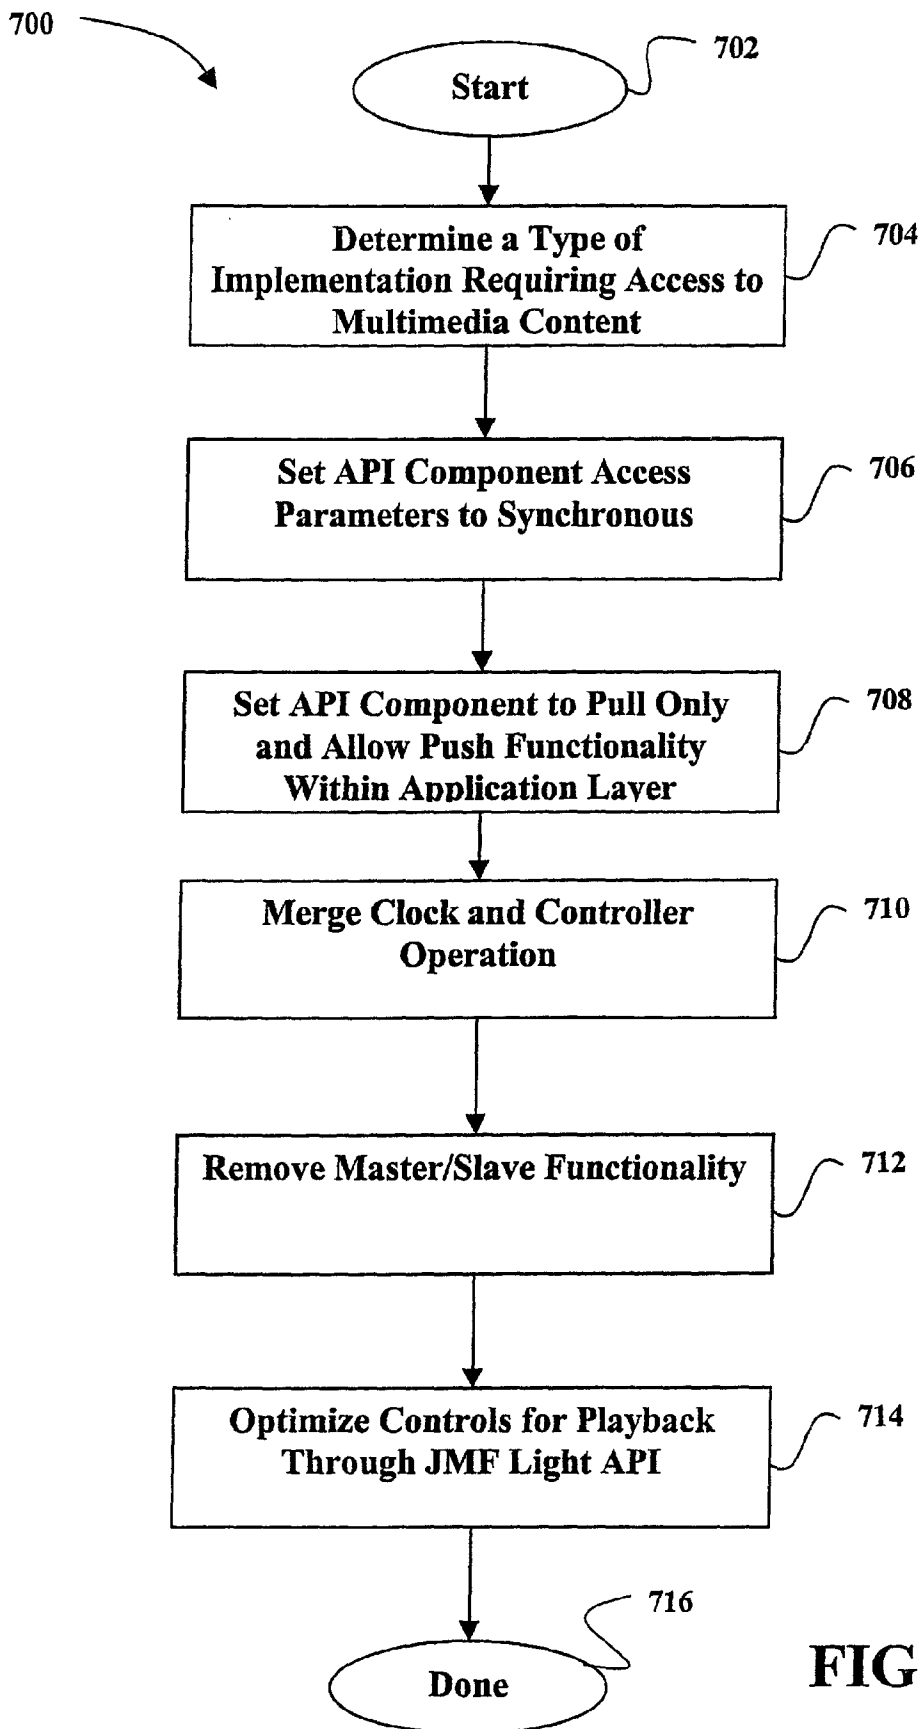 700
702
Start
704
Determine a Type of
Implementation Requiring Access to
Multimedia Content
706
Set API Component Access
Parameters to Synchronous
708
Set API Component to Pull Only
and Allow Push Functionality
Within Application Layer
710
Merge Clock and Controller
Operation
712
Remove Master/Slave Functionality
714
Optimize Controls for Playback
Through JMF Light API
716
Done
FIG